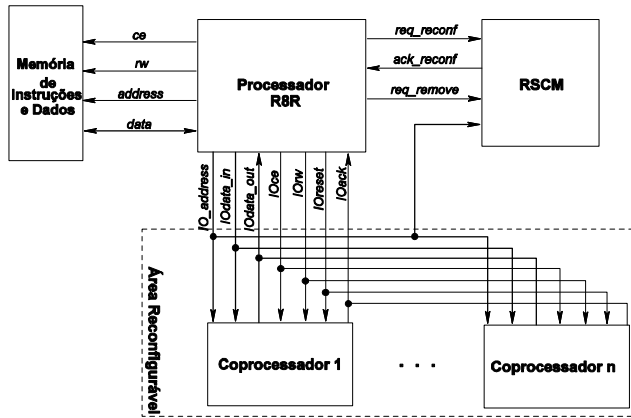 Memória
de
Instruções
e Dados
ce
rw
address
data
Processador
R8R
req_reconf
ack_reconf
req_remove
RSCM
IO_address
IOdata_in
IOdata_out
IOce
IOrw
IOreset
IOack
Área Reconfigurável
Coprocessador 1
. . .
Coprocessador n